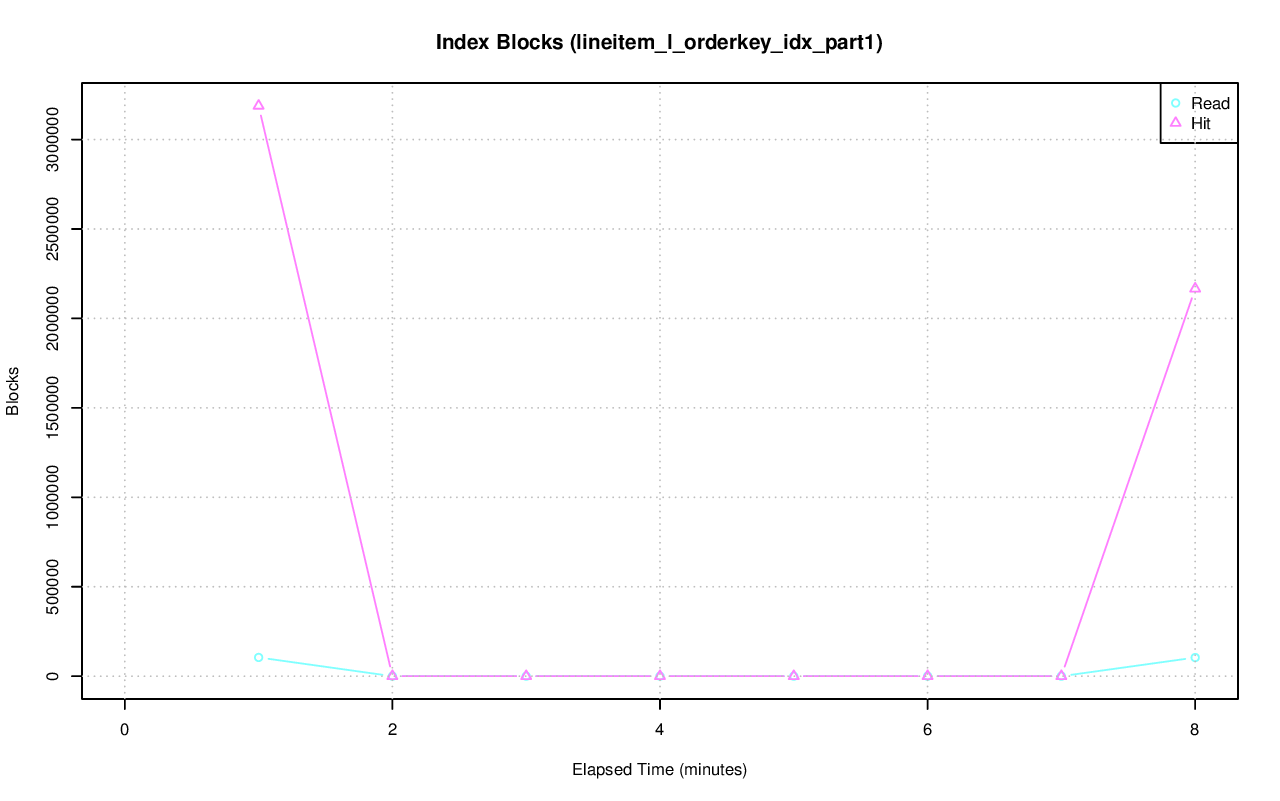 Index Blocks (lineitem_l_orderkey_idx_part1)
Read
Hit
3000000
2500000
2000000
1500000
1000000
500000
0
Blocks
0 2 4 6 8
Elapsed Time (minutes)